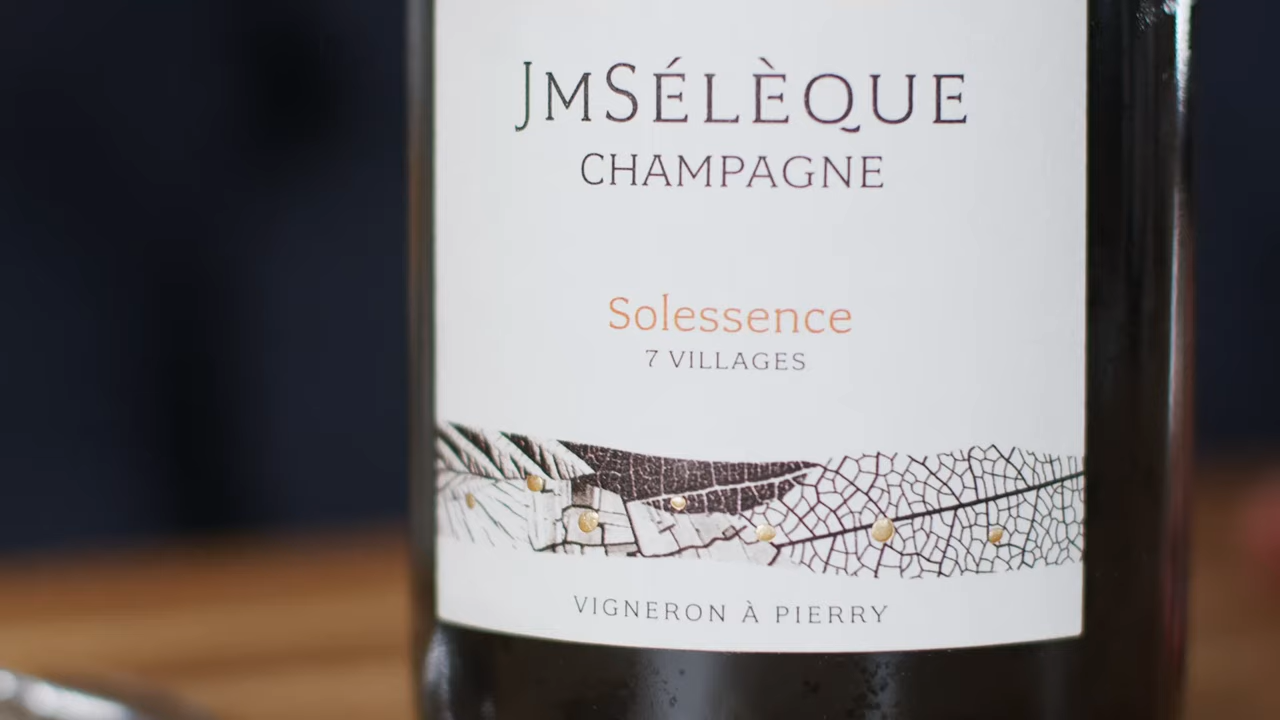 JMSÉLÈQUE
CHAMPAGNE
Solessence
7 VILLAGES
VIGNERON À PIERRY